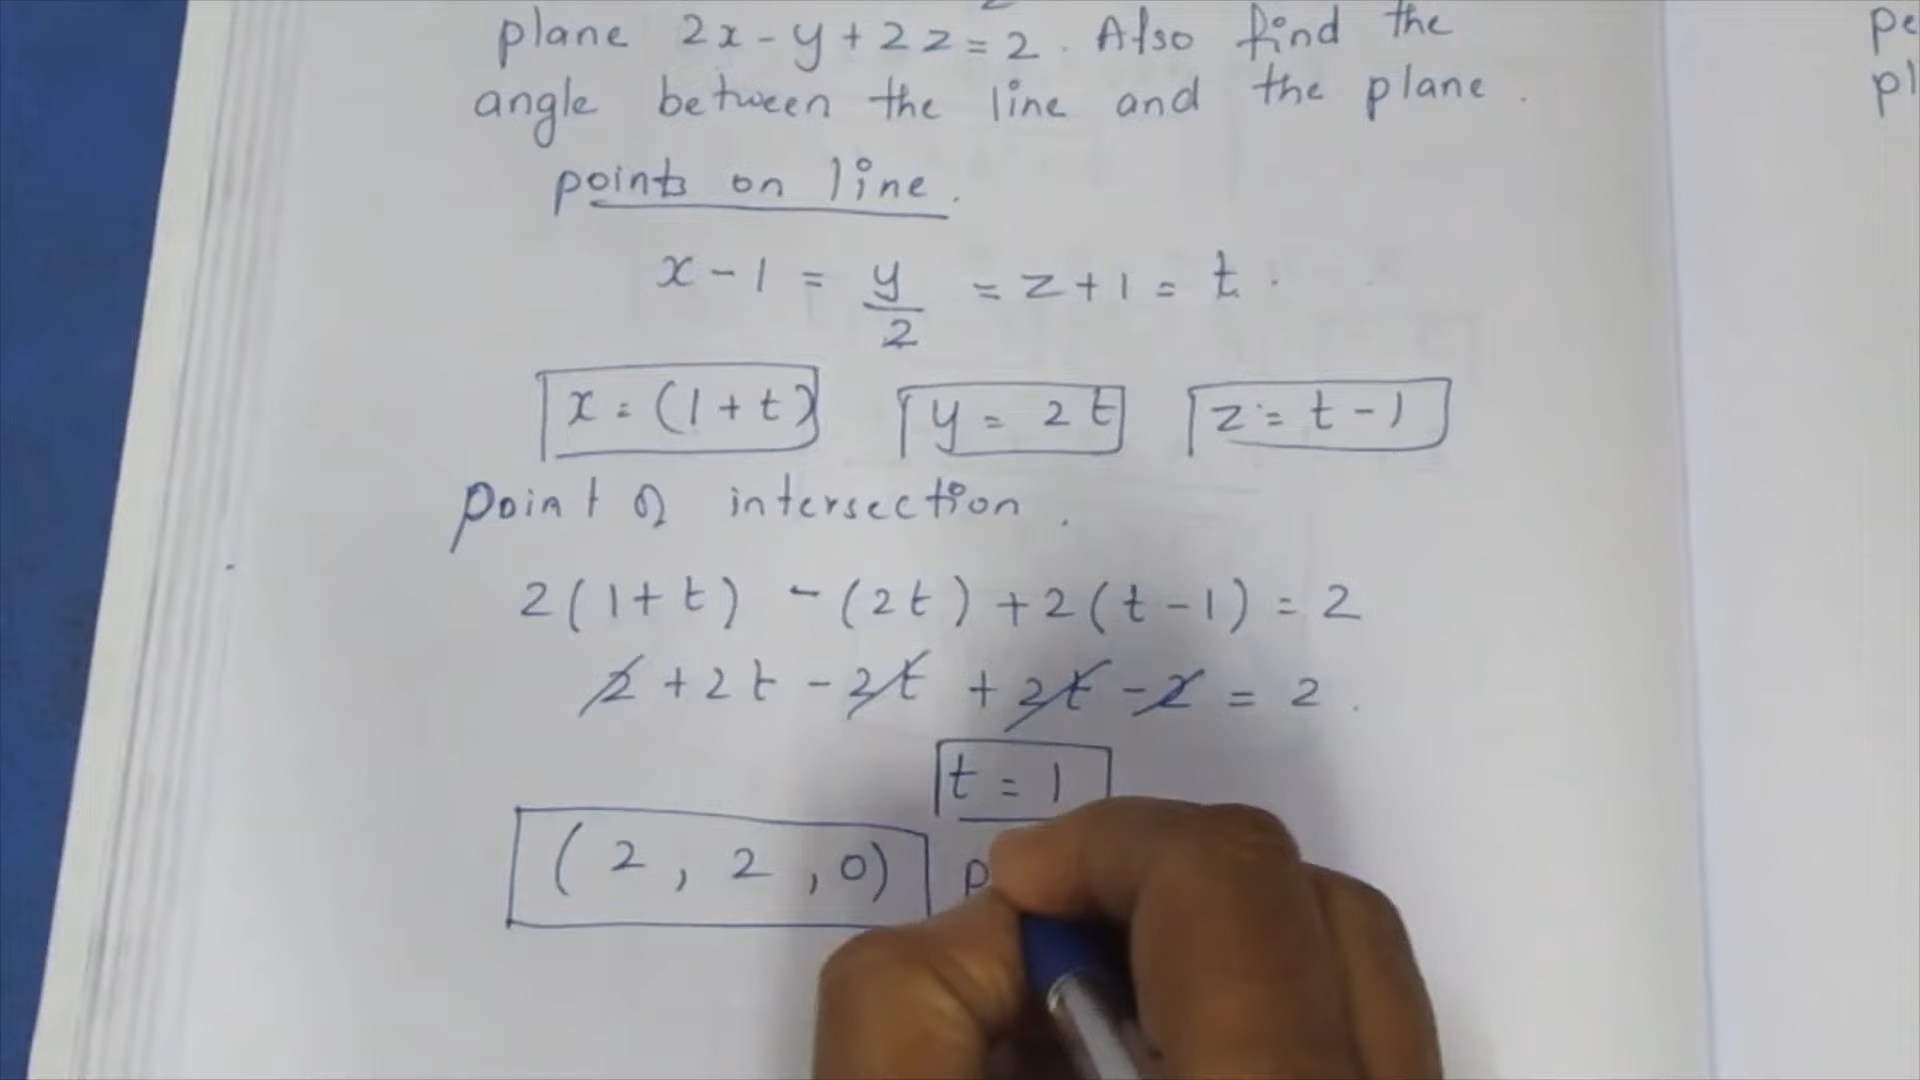 plane 2x - y + 2z = 2. Also find the
angle between the line and the plane.
points on line.
x - 1 = y/2 = z + 1 = t.
x = (1 + t) y = 2t z = t - 1
point of intersection.
2(1 + t) - (2t) + 2(t - 1) = 2
2 + 2t - 2t + 2t - 2 = 2.
t = 1
(2, 2, 0) p
pe
pl